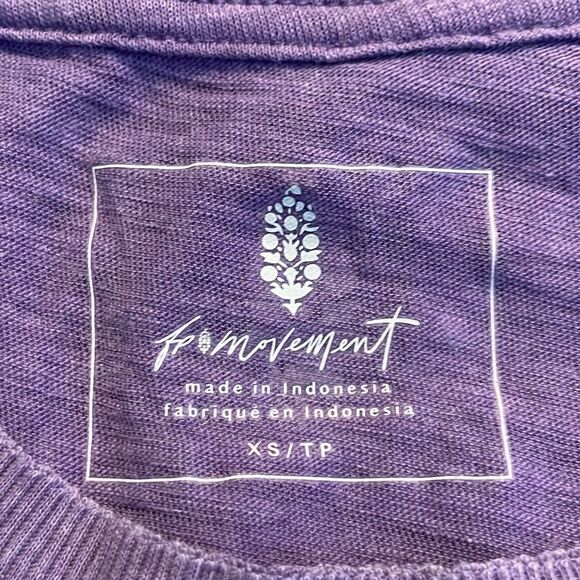 fp movement
made in Indonesia
fabriqué en Indonesia
XS/TP